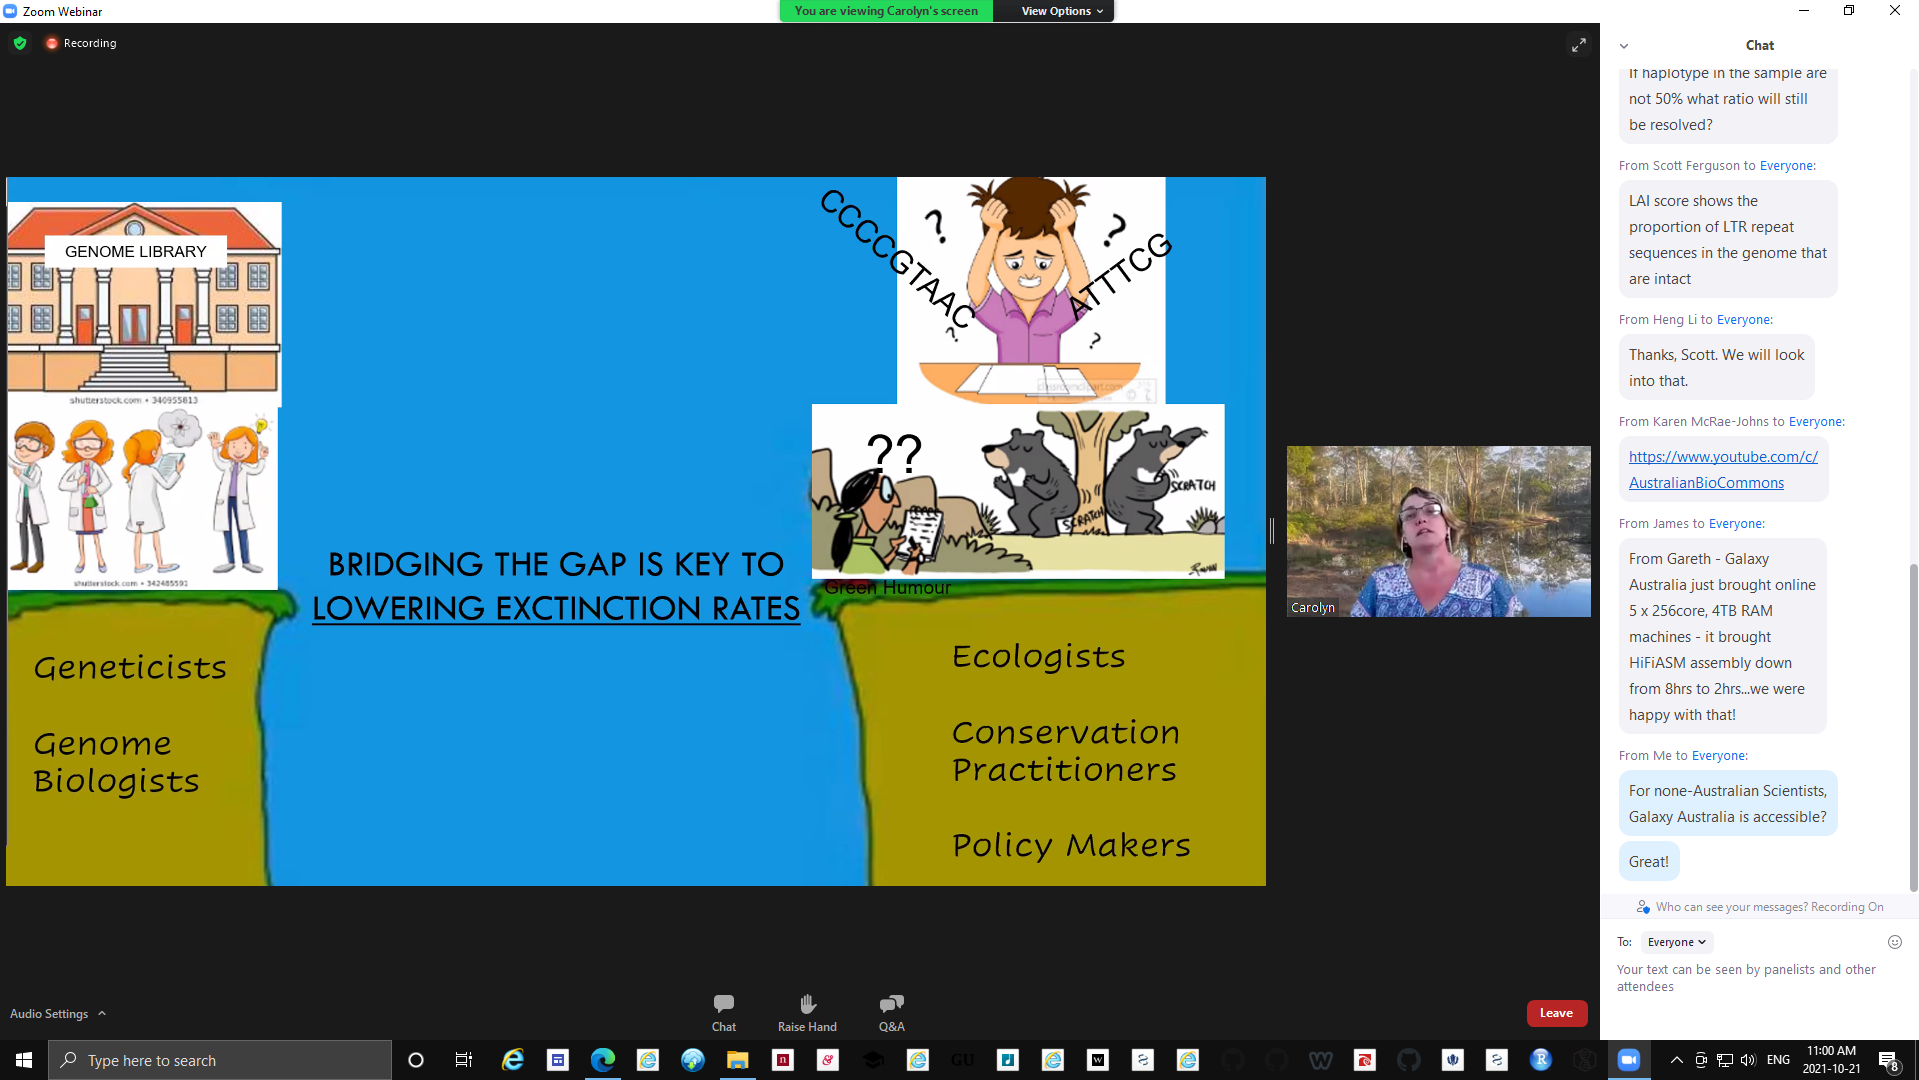 Zoom Webinar
You are viewing Carolyn's screen
View Options
Recording
GENOME LIBRARY
shutterstock.com • 340955813
shutterstock.com • 342485591
CCCCGTAAC
ATTTCG
?
?
?
?
classroomclipart.com
©
??
SCRATCH
SCRATCH
Green Humour
BRIDGING THE GAP IS KEY TO
LOWERING EXCTINCTION RATES
Geneticists
Genome
Biologists
Ecologists
Conservation
Practitioners
Policy Makers
Carolyn
Chat
If haplotype in the sample are
not 50% what ratio will still
be resolved?
From Scott Ferguson to Everyone:
LAI score shows the
proportion of LTR repeat
sequences in the genome that
are intact
From Heng Li to Everyone:
Thanks, Scott. We will look
into that.
From Karen McRae-Johns to Everyone:
https://www.youtube.com/c/
AustralianBioCommons
From James to Everyone:
From Gareth - Galaxy
Australia just brought online
5 x 256core, 4TB RAM
machines - it brought
HiFiASM assembly down
from 8hrs to 2hrs...we were
happy with that!
From Me to Everyone:
For none-Australian Scientists,
Galaxy Australia is accessible?
Great!
Who can see your messages? Recording On
To: Everyone
Your text can be seen by panelists and other
attendees
Audio Settings
Chat
Raise Hand
Q&A
Leave
Type here to search
GU
ENG
11:00 AM
2021-10-21
8